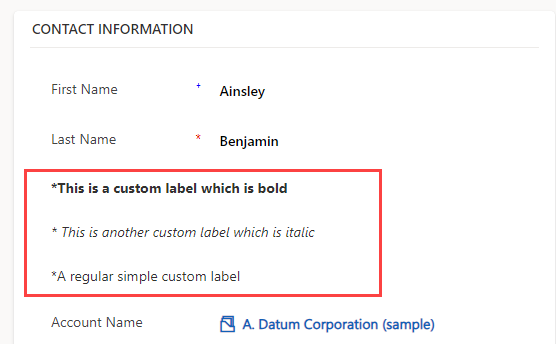 CONTACT INFORMATION
First Name + Ainsley
Last Name * Benjamin
*This is a custom label which is bold
* This is another custom label which is italic
*A regular simple custom label
Account Name A. Datum Corporation (sample)